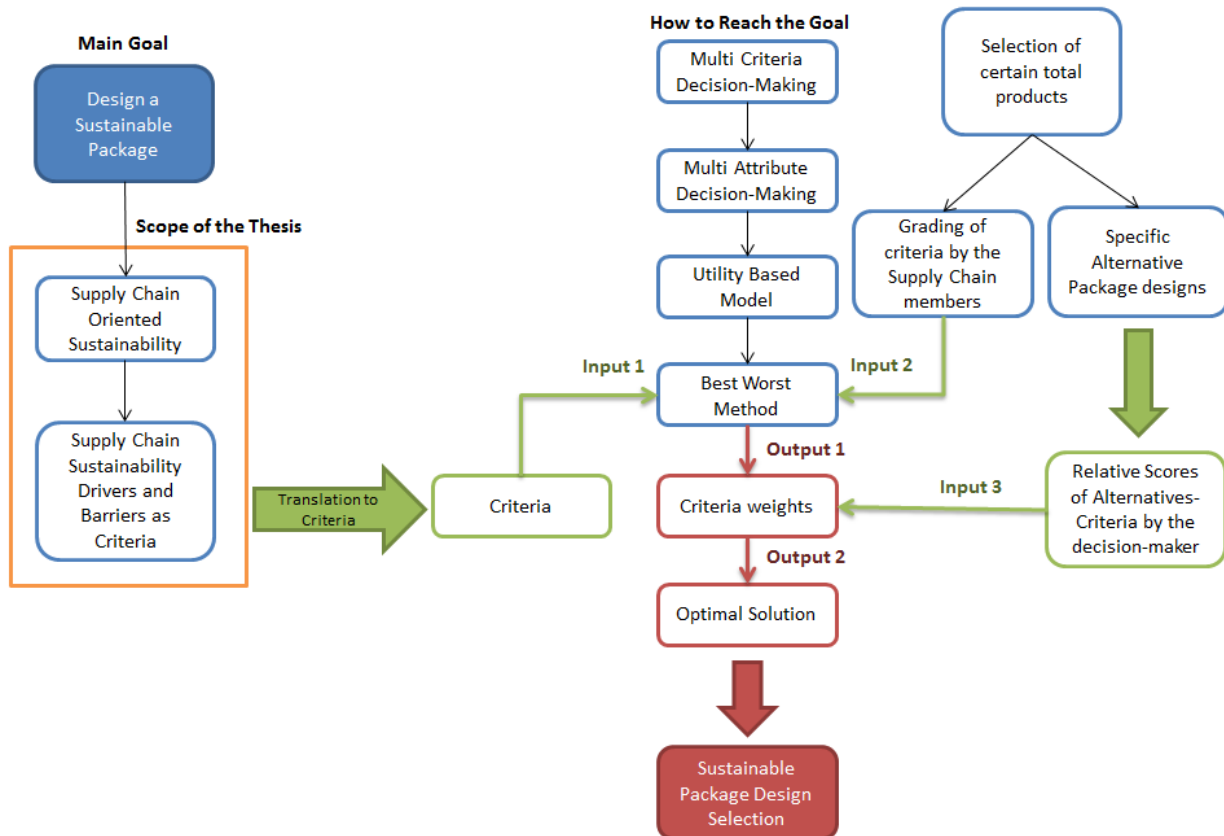 Main Goal
Design a
Sustainable
Package
Scope of the Thesis
Supply Chain
Oriented
Sustainability
Supply Chain
Sustainability
Drivers and
Barriers as
Criteria
Translation to
Criteria
Criteria
How to Reach the Goal
Multi Criteria
Decision-Making
Multi Attribute
Decision-Making
Utility Based
Model
Input 1
Best Worst
Method
Input 2
Output 1
Criteria weights
Input 3
Output 2
Optimal Solution
Sustainable
Package Design
Selection
Selection of
certain total
products
Grading of
criteria by the
Supply Chain
members
Specific
Alternative
Package designs
Relative Scores
of Alternatives-
Criteria by the
decision-maker